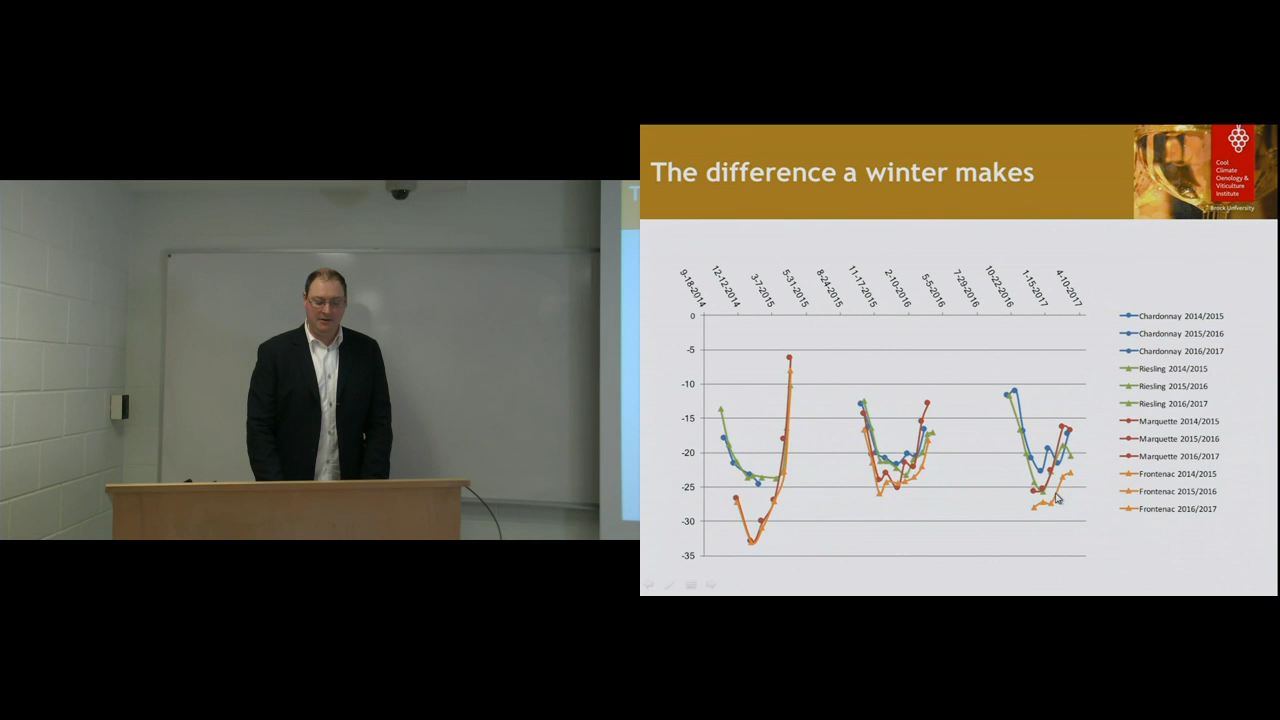 The difference a winter makes
Cool
Climate
Oenology &
Viticulture
Institute
Brock University
9-18-2014
12-12-2014
3-7-2015
5-31-2015
8-24-2015
11-17-2015
2-10-2016
5-5-2016
7-29-2016
10-22-2016
1-15-2017
4-10-2017
0
-5
-10
-15
-20
-25
-30
-35
Chardonnay 2014/2015
Chardonnay 2015/2016
Chardonnay 2016/2017
Riesling 2014/2015
Riesling 2015/2016
Riesling 2016/2017
Marquette 2014/2015
Marquette 2015/2016
Marquette 2016/2017
Frontenac 2014/2015
Frontenac 2015/2016
Frontenac 2016/2017
T